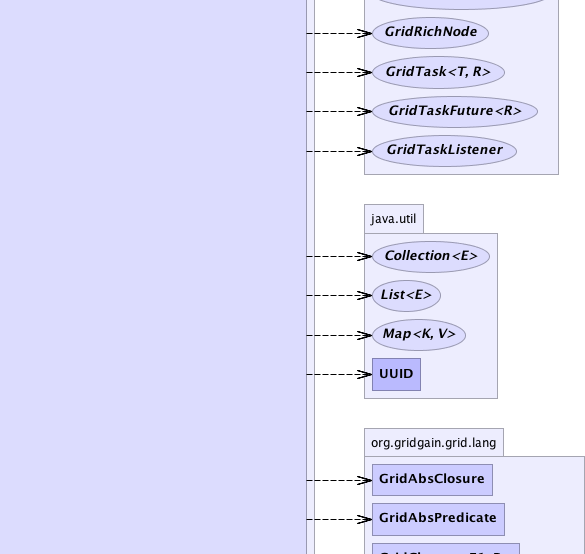 GridRichNode
GridTask<T, R>
GridTaskFuture<R>
GridTaskListener
java.util
Collection<E>
List<E>
Map<K, V>
UUID
org.gridgain.grid.lang
GridAbsClosure
GridAbsPredicate